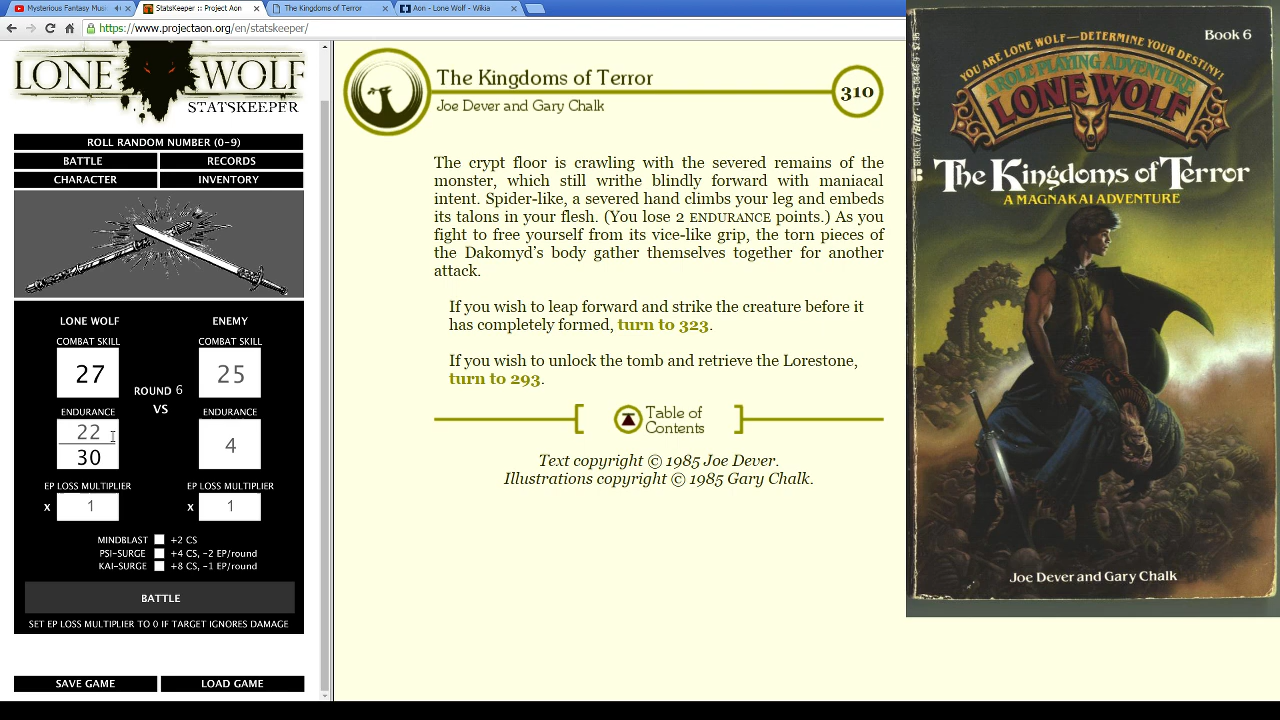 Mysterious Fantasy Mus
StatsKeeper :: Project Aon
The Kingdoms of Terror
Aon - Lone Wolf - Wikia
https://www.projectaon.org/en/statskeeper/
LONE WOLF
STATSKEEPER
ROLL RANDOM NUMBER (0-9)
BATTLE
RECORDS
CHARACTER
INVENTORY
LONE WOLF
ENEMY
COMBAT SKILL
COMBAT SKILL
27
25
ROUND 6
VS
ENDURANCE
ENDURANCE
22
30
4
EP LOSS MULTIPLIER
EP LOSS MULTIPLIER
X 1
X 1
MINDBLAST +2 CS
PSI-SURGE +4 CS, -2 EP/round
KAI-SURGE +8 CS, -1 EP/round
BATTLE
SET EP LOSS MULTIPLIER TO 0 IF TARGET IGNORES DAMAGE
SAVE GAME
LOAD GAME
The Kingdoms of Terror
Joe Dever and Gary Chalk
310
The crypt floor is crawling with the severed remains of the
monster, which still writhe blindly forward with maniacal
intent. Spider-like, a severed hand climbs your leg and embeds
its talons in your flesh. (You lose 2 ENDURANCE points.) As you
fight to free yourself from its vice-like grip, the torn pieces of
the Dakomyd’s body gather themselves together for another
attack.
If you wish to leap forward and strike the creature before it
has completely formed, turn to 323.
If you wish to unlock the tomb and retrieve the Lorestone,
turn to 293.
Table of
Contents
Text copyright © 1985 Joe Dever.
Illustrations copyright © 1985 Gary Chalk.
Book 6
YOU ARE LONE WOLF—DETERMINE YOUR DESTINY!
A ROLE PLAYING ADVENTURE
LONE WOLF
The Kingdoms of Terror
A MAGNAKAI ADVENTURE
Joe Dever and Gary Chalk